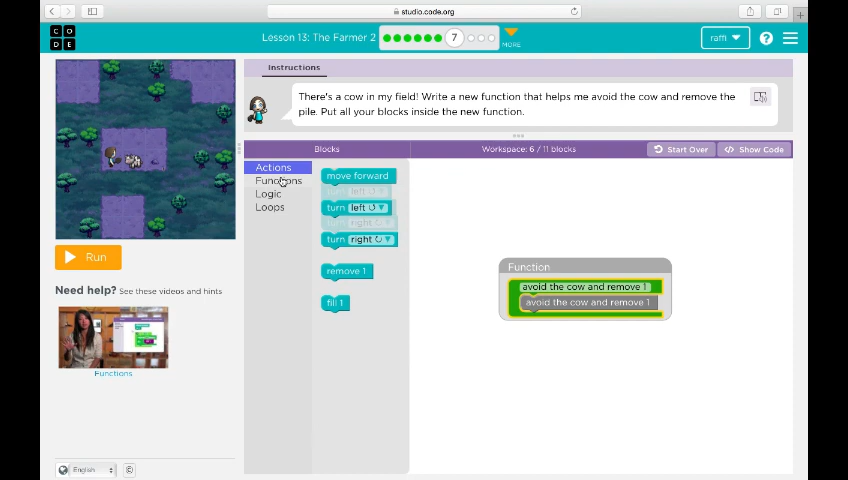 studio.code.org
C O
D E
Lesson 13: The Farmer 2
7
MORE
raffi
?
Instructions
There's a cow in my field! Write a new function that helps me avoid the cow and remove the
pile. Put all your blocks inside the new function.
Blocks
Workspace: 6 / 11 blocks
Start Over
</> Show Code
Actions
Functions
Logic
Loops
move forward
turn left
turn left
turn right
turn right
remove 1
fill 1
Function
avoid the cow and remove 1
avoid the cow and remove 1
Run
Need help? See these videos and hints
Functions
English
©